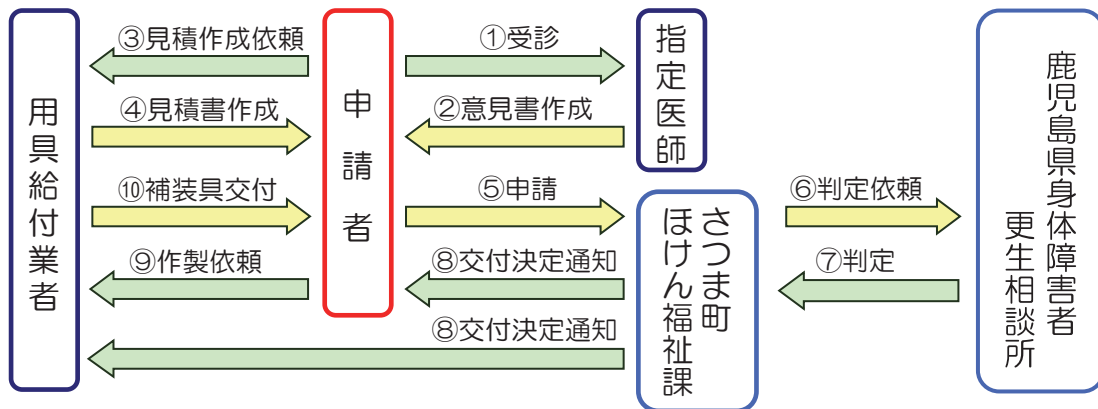 ③見積作成依頼
①受診
④見積書作成
②意見書作成
⑩補装具交付
⑤申請
⑥判定依頼
⑨作製依頼
⑧交付決定通知
⑦判定
⑧交付決定通知
用具給付業者
申請者
指定医師
さつま町
ほけん福祉課
鹿児島県身体障害者
更生相談所